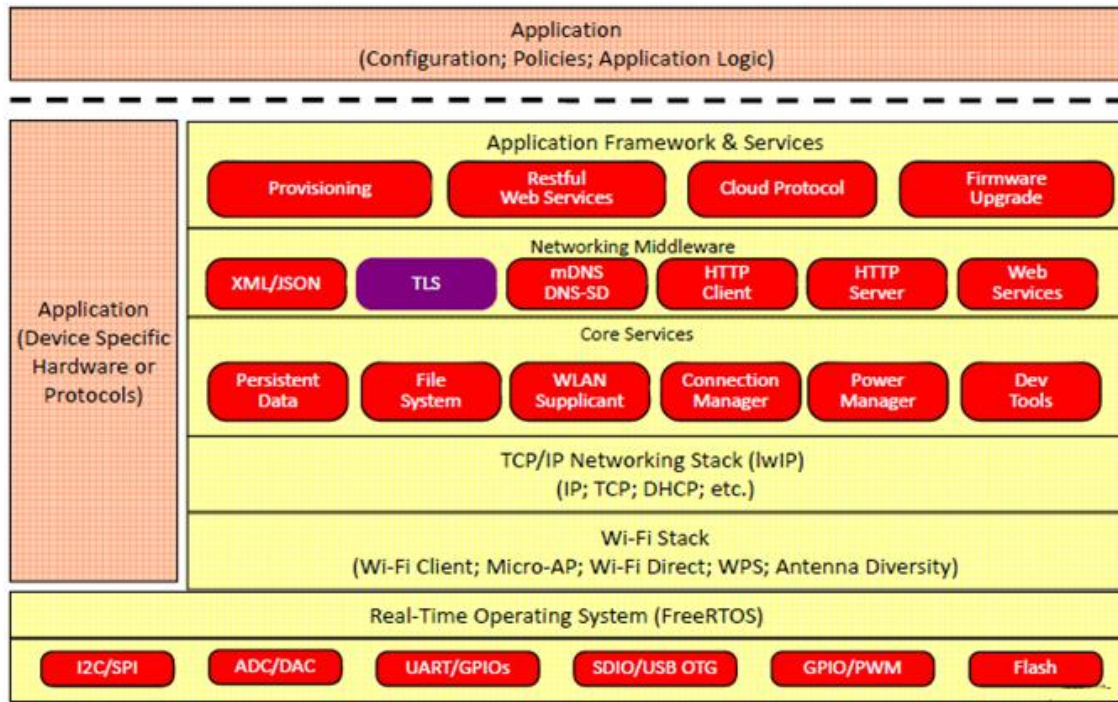 Application
(Configuration; Policies; Application Logic)
Application
(Device Specific
Hardware or
Protocols)
Application Framework & Services
Provisioning
Restful
Web Services
Cloud Protocol
Firmware
Upgrade
Networking Middleware
XML/JSON
TLS
mDNS
DNS-SD
HTTP
Client
HTTP
Server
Web
Services
Core Services
Persistent
Data
File
System
WLAN
Supplicant
Connection
Manager
Power
Manager
Dev
Tools
TCP/IP Networking Stack (lwIP)
(IP; TCP; DHCP; etc.)
Wi-Fi Stack
(Wi-Fi Client; Micro-AP; Wi-Fi Direct; WPS; Antenna Diversity)
Real-Time Operating System (FreeRTOS)
I2C/SPI
ADC/DAC
UART/GPIOs
SDIO/USB OTG
GPIO/PWM
Flash